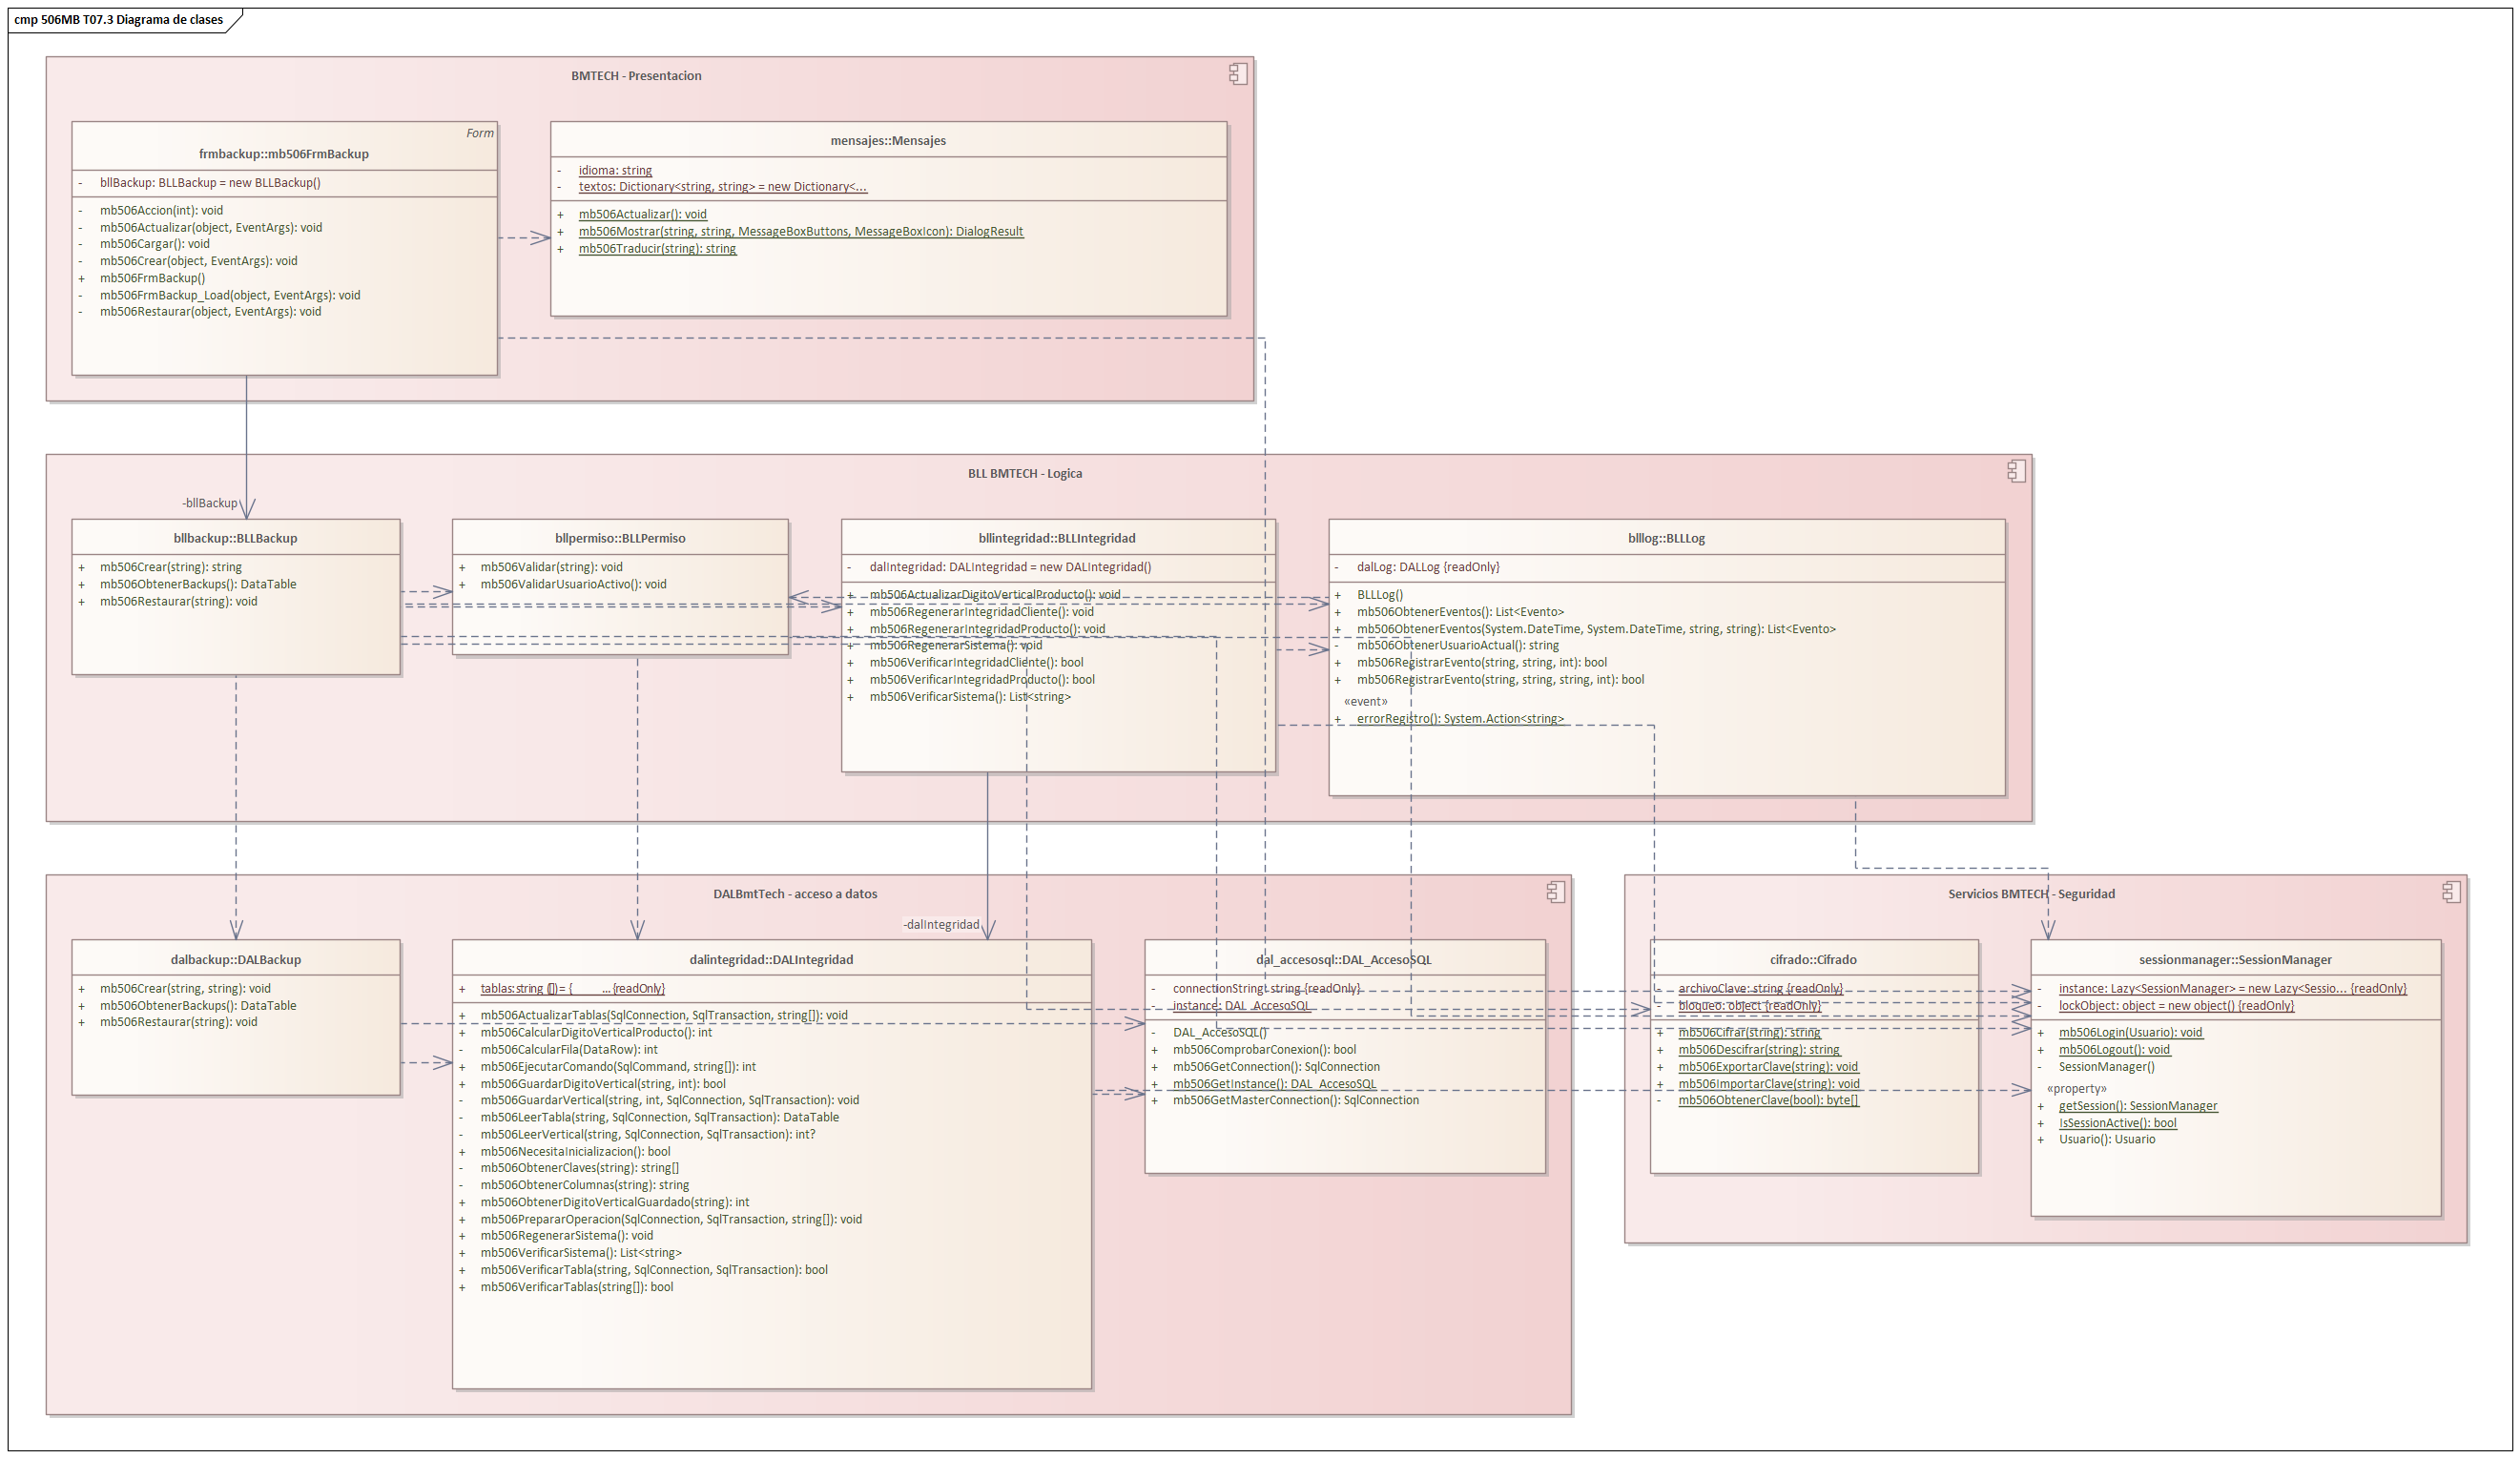 cmp 506MB T07.3 Diagrama de clases
BMTECH - Presentacion
Form
frmbackup::mb506FrmBackup
- bllBackup: BLLBackup = new BLLBackup()
- mb506Accion(int): void
- mb506Actualizar(object, EventArgs): void
- mb506Cargar(): void
- mb506Crear(object, EventArgs): void
+ mb506FrmBackup()
- mb506FrmBackup_Load(object, EventArgs): void
- mb506Restaurar(object, EventArgs): void
mensajes::Mensajes
- idioma: string
- textos: Dictionary<string, string> = new Dictionary<...
+ mb506Actualizar(): void
+ mb506Mostrar(string, string, MessageBoxButtons, MessageBoxIcon): DialogResult
+ mb506Traducir(string): string
BLL BMTECH - Logica
-bllBackup
bllbackup::BLLBackup
+ mb506Crear(string): string
+ mb506ObtenerBackups(): DataTable
+ mb506Restaurar(string): void
bllpermiso::BLLPermiso
+ mb506Validar(string): void
+ mb506ValidarUsuarioActivo(): void
bllintegridad::BLLIntegridad
- dalIntegridad: DALIntegridad = new DALIntegridad()
+ mb506ActualizarDigitoVerticalProducto(): void
+ mb506RegenerarIntegridadCliente(): void
+ mb506RegenerarIntegridadProducto(): void
+ mb506RegenerarSistema(): void
+ mb506VerificarIntegridadCliente(): bool
+ mb506VerificarIntegridadProducto(): bool
+ mb506VerificarSistema(): List<string>
blllog::BLLLog
- dalLog: DALLog {readOnly}
+ BLLLog()
+ mb506ObtenerEventos(): List<Evento>
+ mb506ObtenerEventos(System.DateTime, System.DateTime, string, string): List<Evento>
- mb506ObtenerUsuarioActual(): string
+ mb506RegistrarEvento(string, string, int): bool
+ mb506RegistrarEvento(string, string, string, int): bool
«event»
+ errorRegistro(): System.Action<string>
DALBmtTech - acceso a datos
-dalIntegridad
dalbackup::DALBackup
+ mb506Crear(string, string): void
+ mb506ObtenerBackups(): DataTable
+ mb506Restaurar(string): void
dalintegridad::DALIntegridad
+ tablas: string ([]) = { ... {readOnly}
+ mb506ActualizarTablas(SqlConnection, SqlTransaction, string[]): void
+ mb506CalcularDigitoVerticalProducto(): int
- mb506CalcularFila(DataRow): int
+ mb506EjecutarComando(SqlCommand, string[]): int
+ mb506GuardarDigitoVertical(string, int): bool
- mb506GuardarVertical(string, int, SqlConnection, SqlTransaction): void
- mb506LeerTabla(string, SqlConnection, SqlTransaction): DataTable
- mb506LeerVertical(string, SqlConnection, SqlTransaction): int?
+ mb506NecesitaInicializacion(): bool
- mb506ObtenerClaves(string): string[]
- mb506ObtenerColumnas(string): string
+ mb506ObtenerDigitoVerticalGuardado(string): int
+ mb506PrepararOperacion(SqlConnection, SqlTransaction, string[]): void
+ mb506RegenerarSistema(): void
+ mb506VerificarSistema(): List<string>
+ mb506VerificarTabla(string, SqlConnection, SqlTransaction): bool
+ mb506VerificarTablas(string[]): bool
dal_accesosql::DAL_AccesoSQL
- connectionString: string {readOnly}
- instance: DAL_AccesoSQL
- DAL_AccesoSQL()
+ mb506ComprobarConexion(): bool
+ mb506GetConnection(): SqlConnection
+ mb506GetInstance(): DAL_AccesoSQL
+ mb506GetMasterConnection(): SqlConnection
Servicios BMTECH - Seguridad
cifrado::Cifrado
- archivoClave: string {readOnly}
- bloqueo: object {readOnly}
+ mb506Cifrar(string): string
+ mb506Descifrar(string): string
+ mb506ExportarClave(string): void
+ mb506ImportarClave(string): void
- mb506ObtenerClave(bool): byte[]
sessionmanager::SessionManager
- instance: Lazy<SessionManager> = new Lazy<Sessio... {readOnly}
- lockObject: object = new object() {readOnly}
+ mb506Login(Usuario): void
+ mb506Logout(): void
- SessionManager()
«property»
+ getSession(): SessionManager
+ IsSessionActive(): bool
+ Usuario(): Usuario